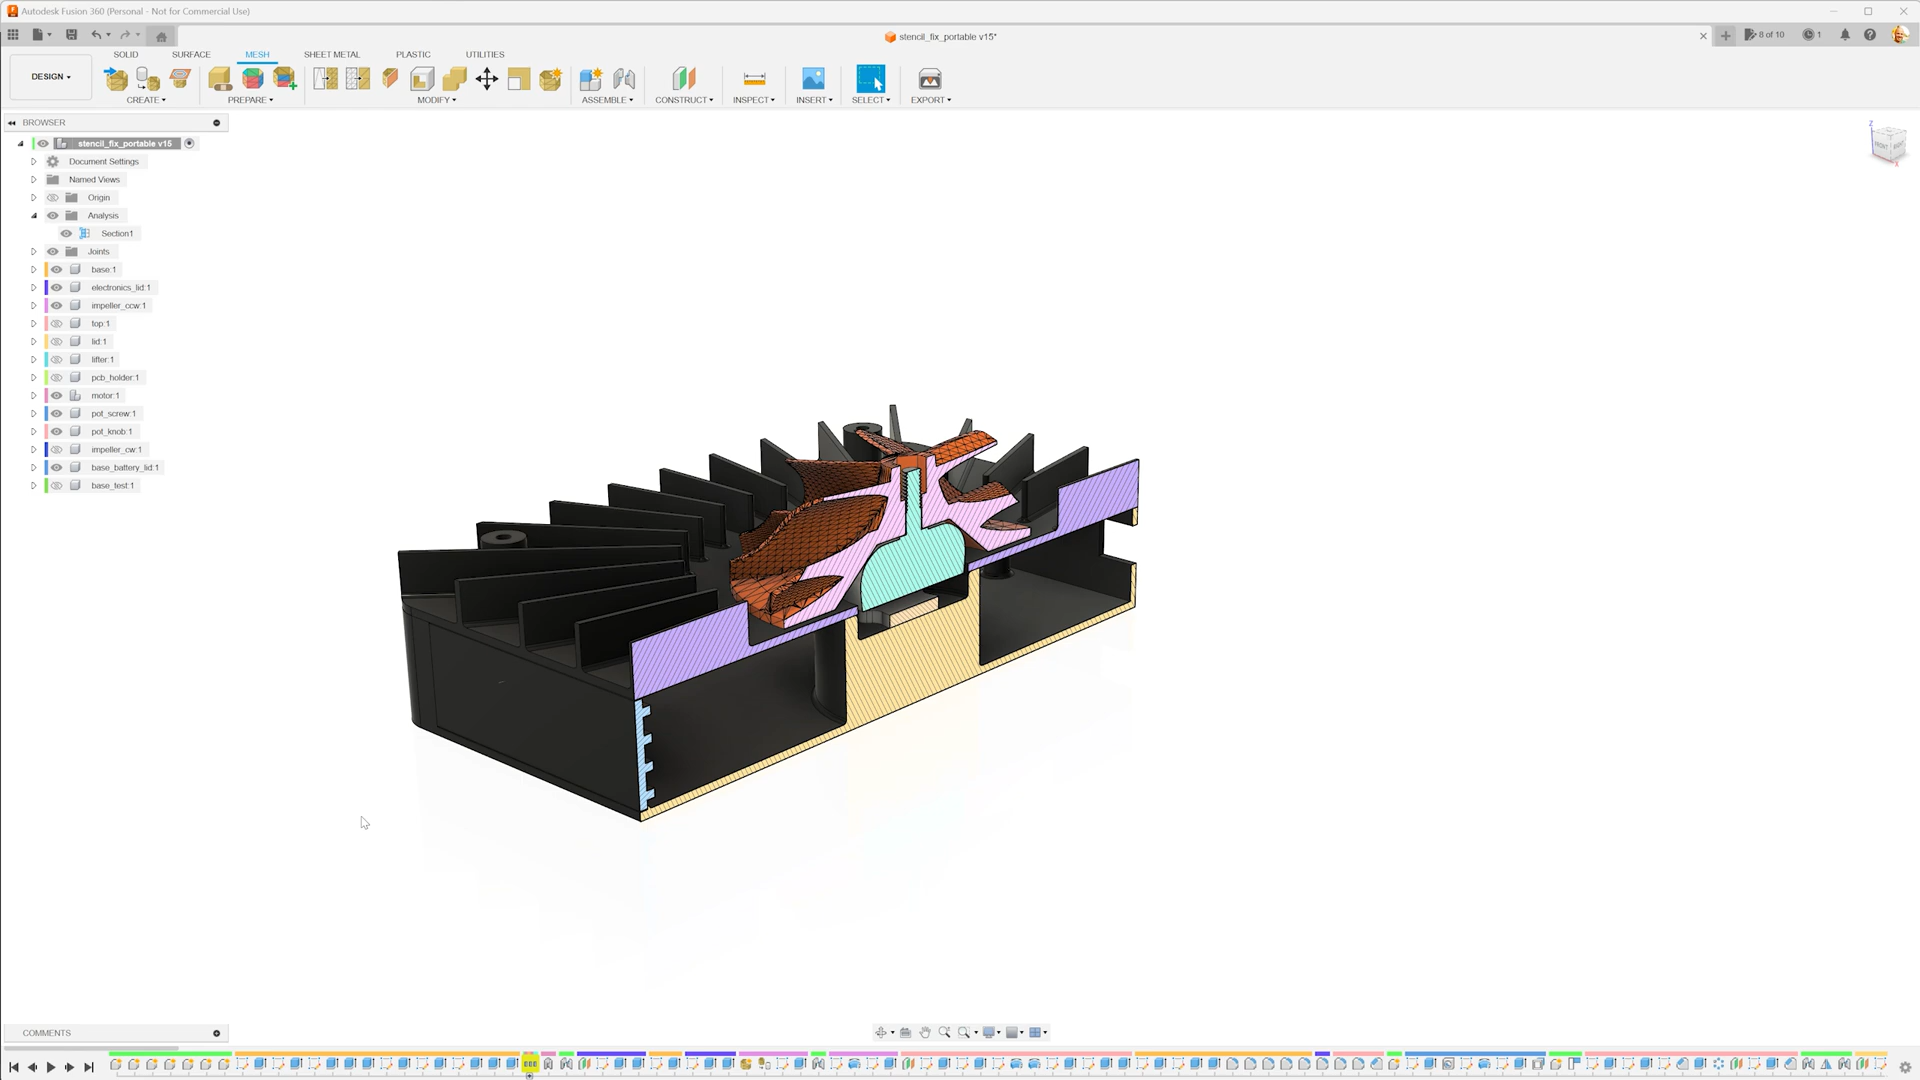 Autodesk Fusion 360 (Personal - Not for Commercial Use)
stencil_fix_portable v15*
8 of 10
1
SOLID SURFACE MESH SHEET METAL PLASTIC UTILITIES
DESIGN
CREATE PREPARE MODIFY ASSEMBLE CONSTRUCT INSPECT INSERT SELECT EXPORT
BROWSER
stencil_fix_portable v15
Document Settings
Named Views
Origin
Analysis
Section1
Joints
base:1
electronics_lid:1
impeller_ccw:1
top:1
lid:1
lifter:1
pcb_holder:1
motor:1
pot_screw:1
pot_knob:1
impeller_cw:1
base_battery_lid:1
base_test:1
Z
FRONT RIGHT
X
COMMENTS